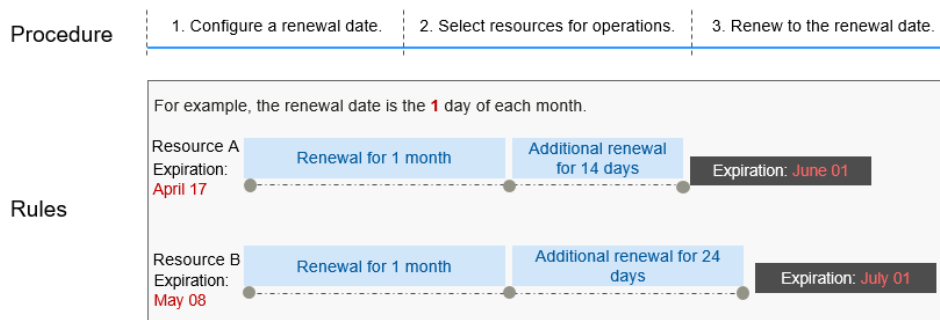 Procedure
1. Configure a renewal date.
2. Select resources for operations.
3. Renew to the renewal date.
Rules
For example, the renewal date is the 1 day of each month.
Resource A
Expiration:
April 17
Renewal for 1 month
Additional renewal
for 14 days
Expiration: June 01
Resource B
Expiration:
May 08
Renewal for 1 month
Additional renewal for 24
days
Expiration: July 01